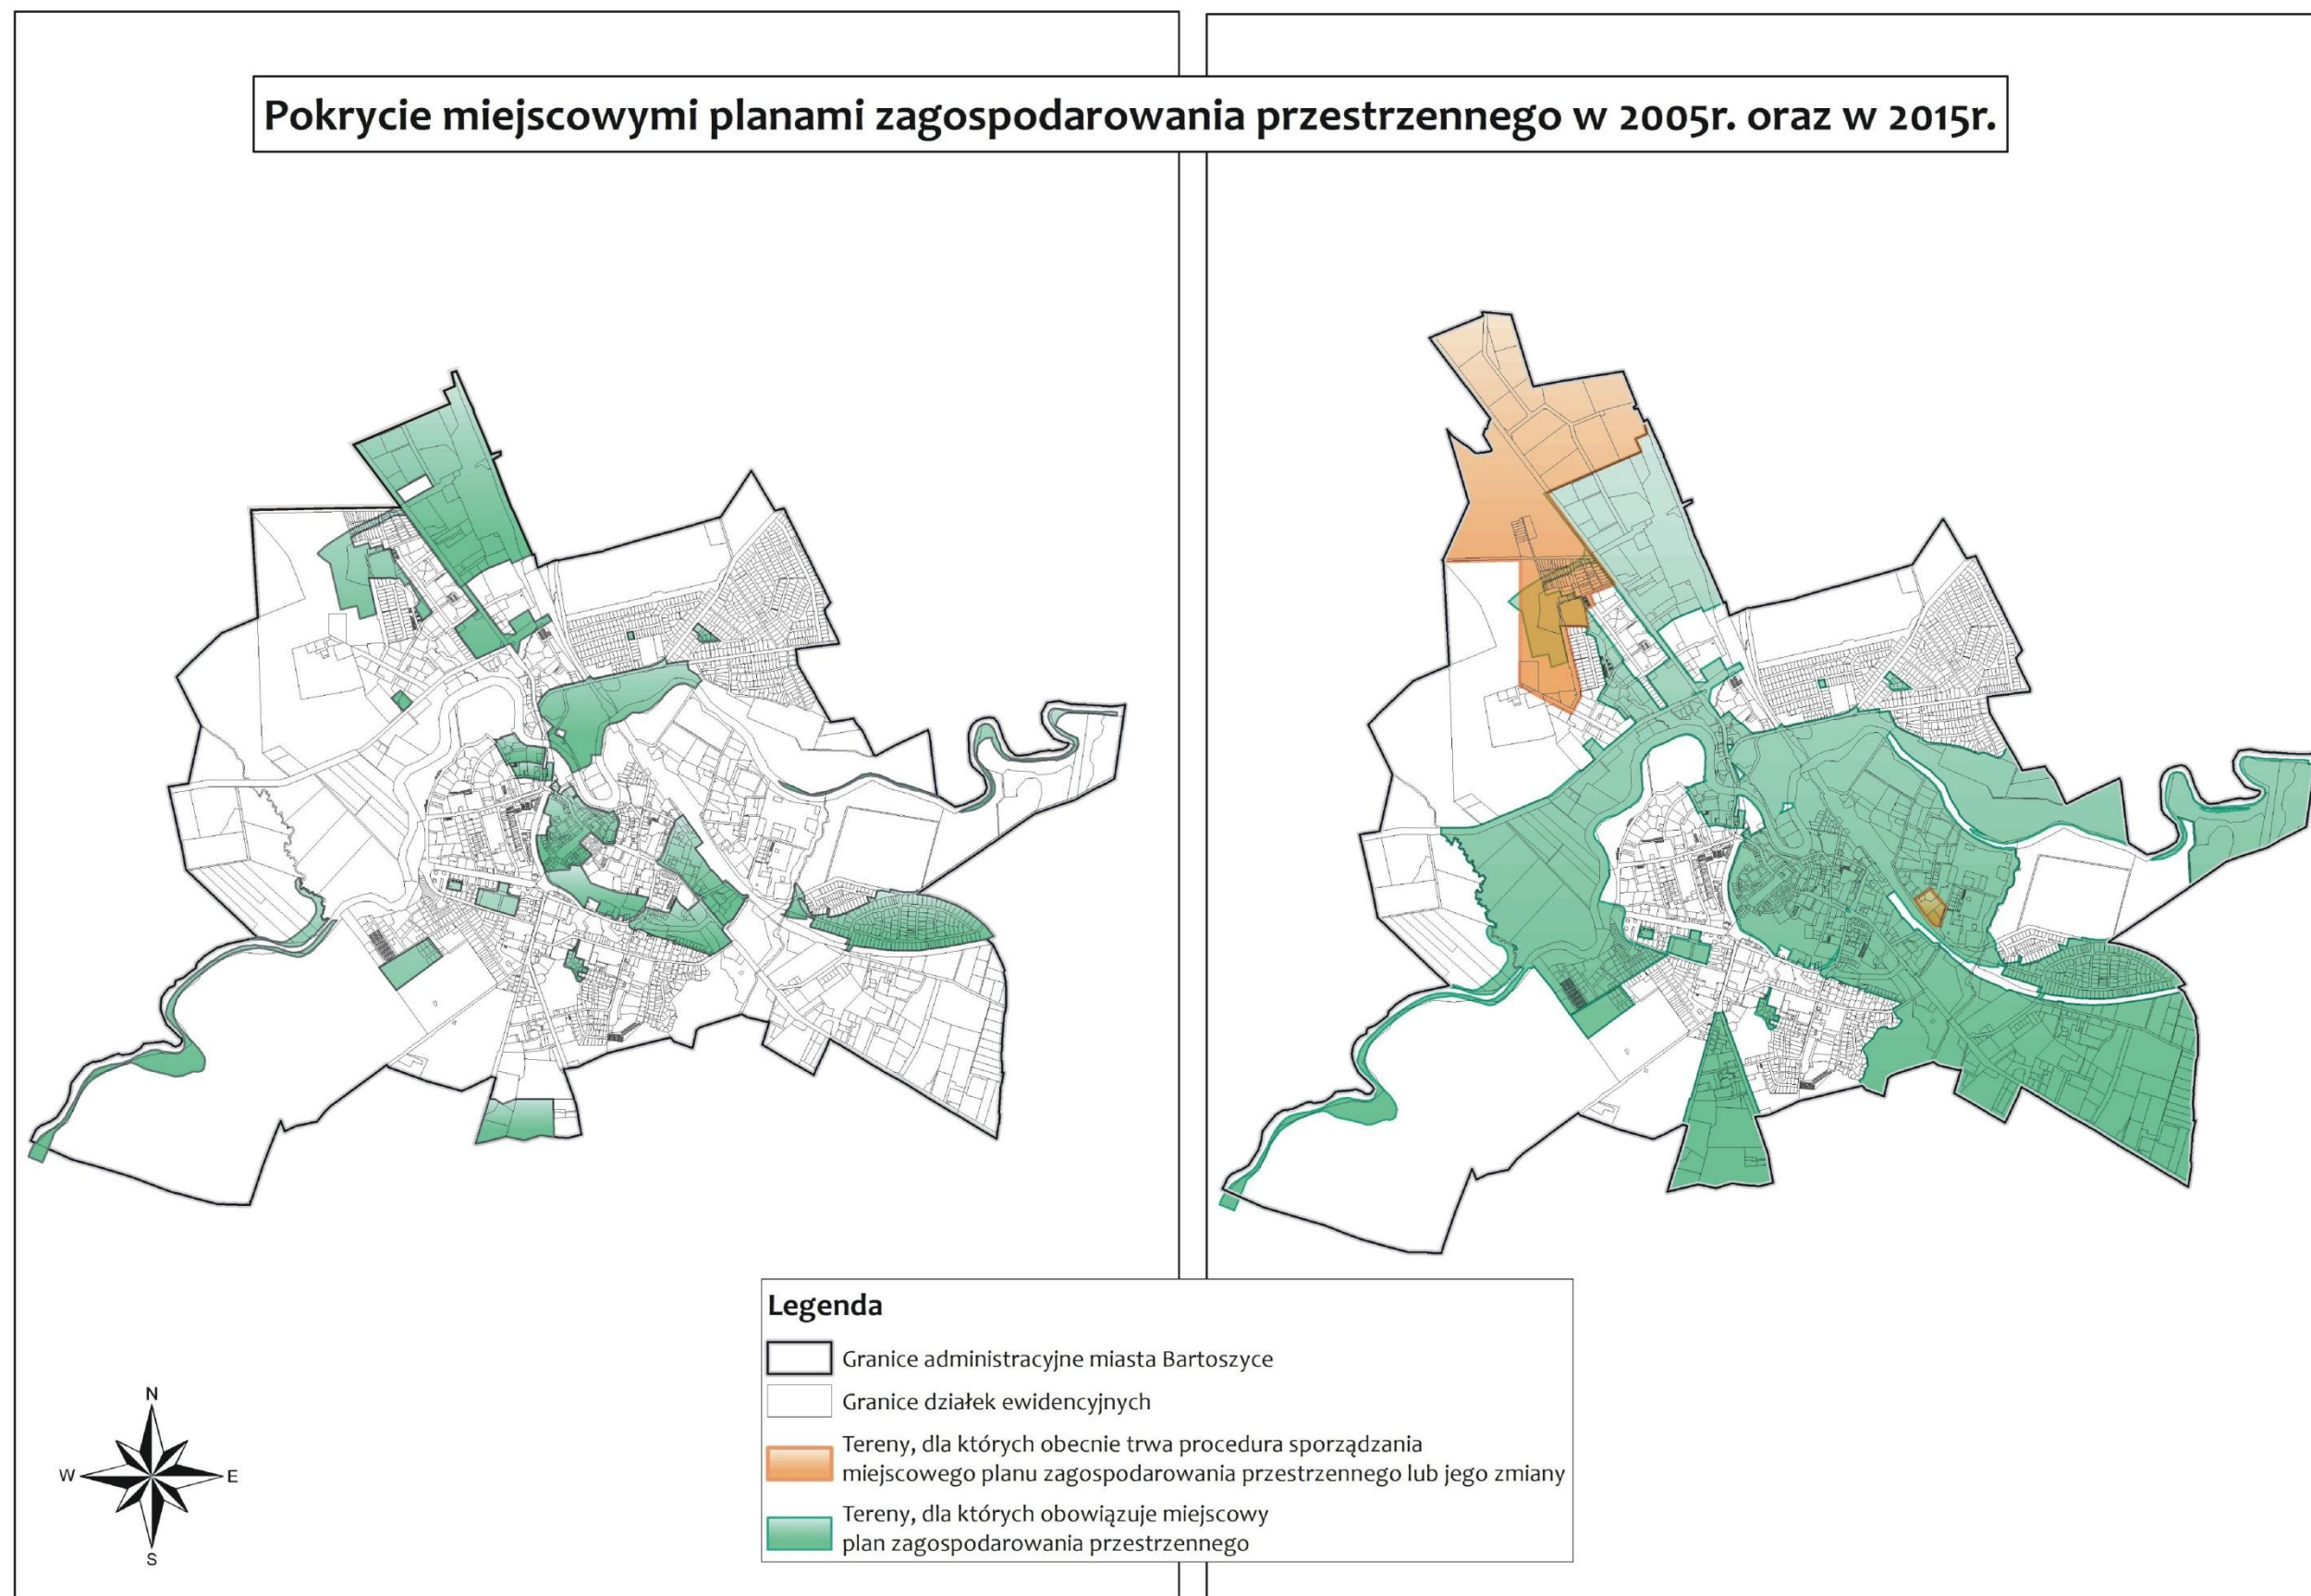 Pokrycie miejscowymi planami zagospodarowania przestrzennego w 2005r. oraz w 2015r.
Legenda
Granice administracyjne miasta Bartoszyce
Granice działek ewidencyjnych
Tereny, dla których obecnie trwa procedura sporządzania
miejscowego planu zagospodarowania przestrzennego lub jego zmiany
Tereny, dla których obowiązuje miejscowy
plan zagospodarowania przestrzennego
N
W
E
S